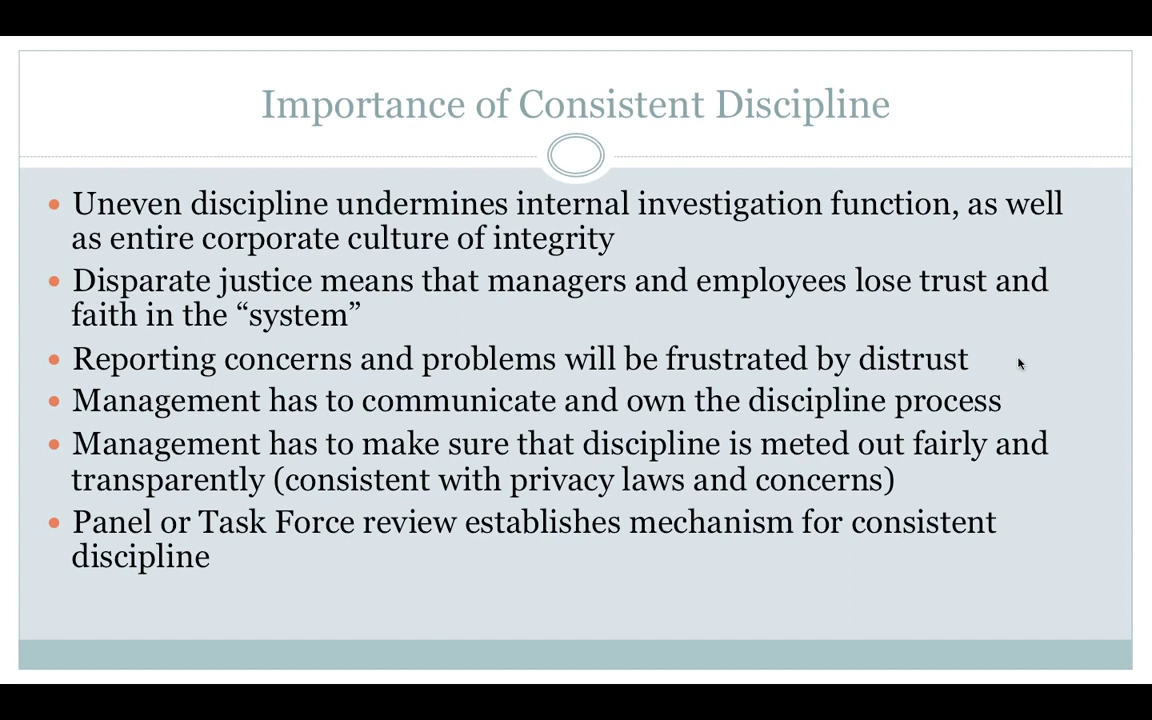 Importance of Consistent Discipline
• Uneven discipline undermines internal investigation function, as well
as entire corporate culture of integrity
• Disparate justice means that managers and employees lose trust and
faith in the “system”
• Reporting concerns and problems will be frustrated by distrust
• Management has to communicate and own the discipline process
• Management has to make sure that discipline is meted out fairly and
transparently (consistent with privacy laws and concerns)
• Panel or Task Force review establishes mechanism for consistent
discipline